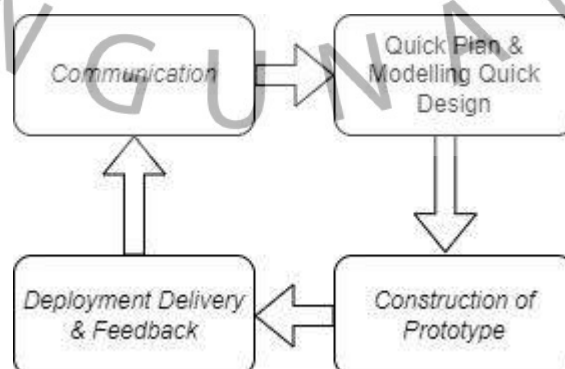 Communication
Quick Plan &
Modelling Quick
Design
Deployment Delivery
& Feedback
Construction of
Prototype